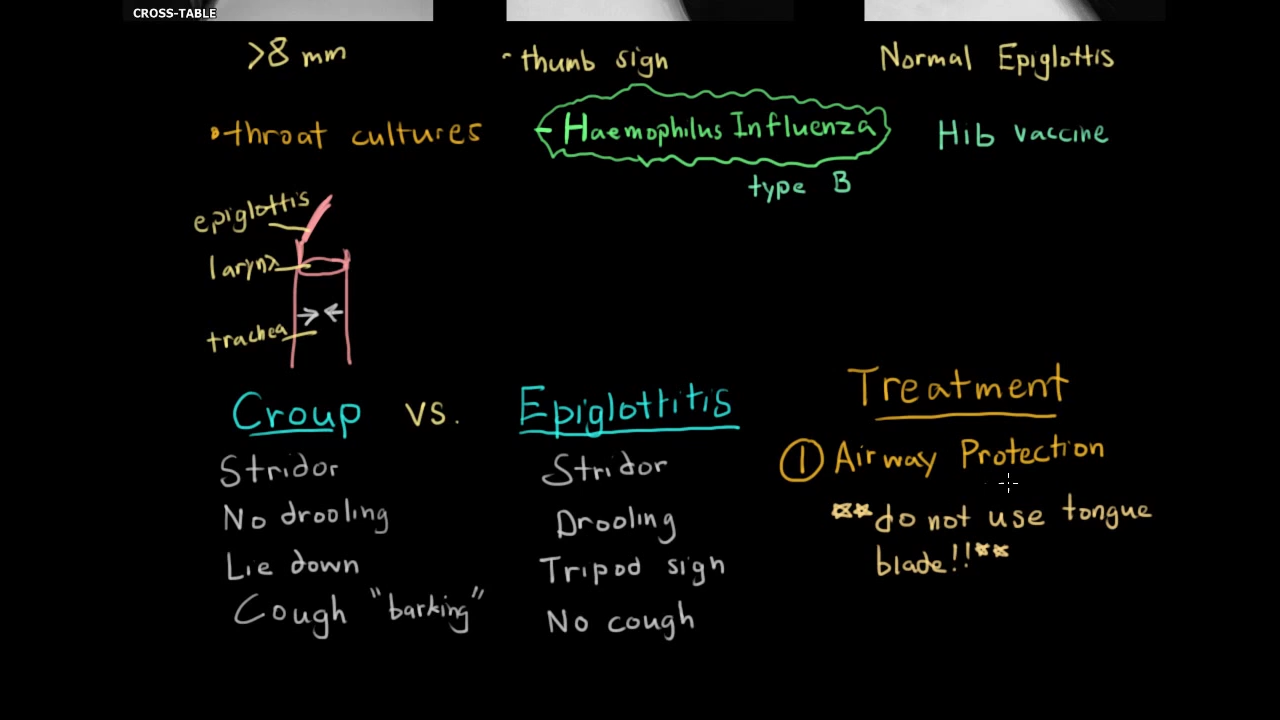 CROSS-TABLE
>8 mm
- thumb sign
Normal Epiglottis
• throat cultures
- Haemophilus Influenza
type B
Hib vaccine
epiglottis
larynx
trachea
Croup vs. Epiglottitis
Stridor
No drooling
Lie down
Cough "barking"
Stridor
Drooling
Tripod sign
No cough
Treatment
① Airway Protection
**do not use tongue
blade!!**